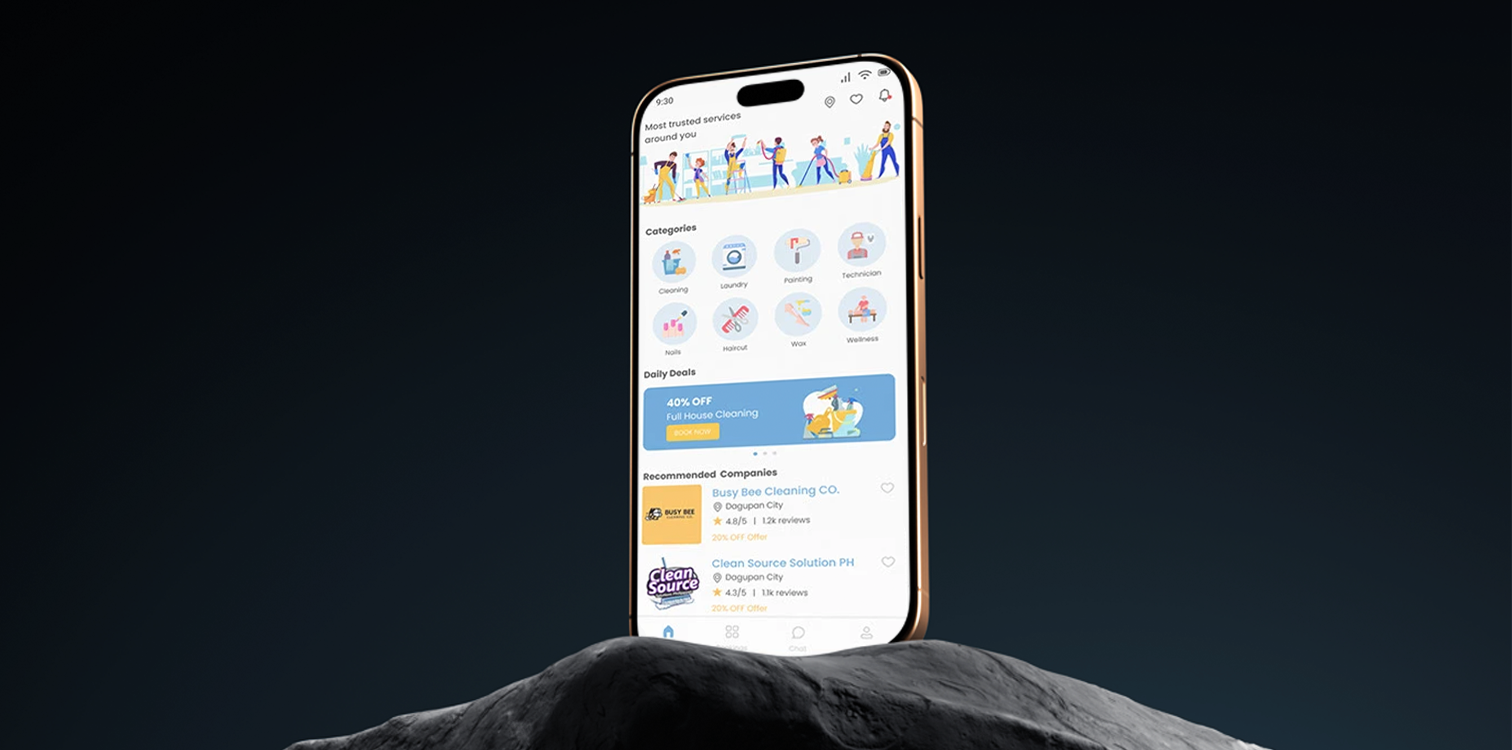 9:30
Most trusted services
around you
Categories
Cleaning
Laundry
Painting
Technician
Nails
Haircut
Wax
Wellness
Daily Deals
40% OFF
Full House Cleaning
BOOK NOW
Recommended Companies
BUSY BEE
CLEANING CO.
Busy Bee Cleaning CO.
Dagupan City
4.8/5 | 1.2k reviews
20% OFF Offer
Clean
Source
Clean Source Solution PH
Dagupan City
4.3/5 | 1.1k reviews
20% OFF Offer
Chat